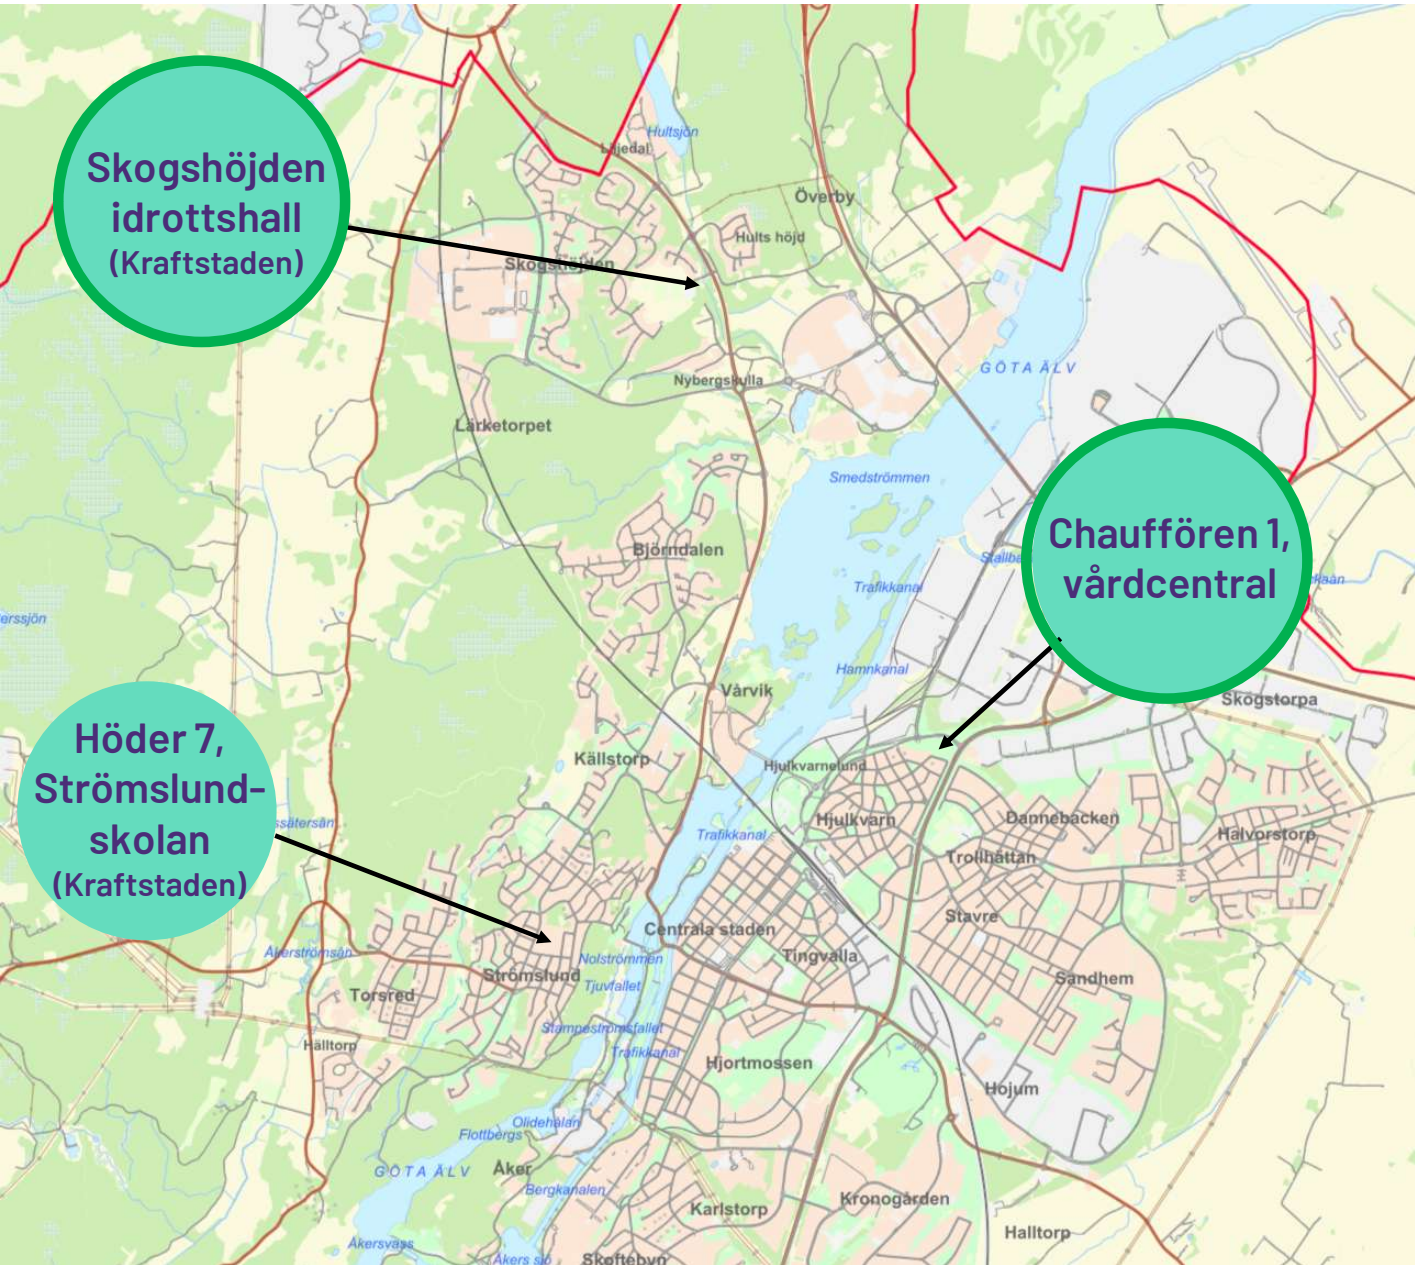 Skogshöjden
idrottshall
(Kraftstaden)
Hultsjön
Överby
Hults höjd
Skogshöjden
GÖTA ÄLV
Nybergskulla
Lärketorpet
Smedströmmen
Chauffören 1,
vårdcentral
Björndalen
Trafikkanal
Hamnkanal
Vårvik
Skogstorpa
Höder 7,
Strömslund-
skolan
(Kraftstaden)
Källstorp
Hjulkvarnelund
Trafikkanal
Hjulkvarn
Dannebacken
Halvorstorp
Trollhättan
Stavre
Centrala staden
Tingvalla
Åkerströmsån
Nolströmmen
Strömslund
Tjuvfallet
Sandhem
Torsred
Stampeströmsfallet
Hälltorp
Trafikkanal
Hjortmossen
Hojum
Olidehålan
Flottbergs
GÖTA ÄLV
Åker
Bergkanalen
Karlstorp
Kronogården
Halltorp
Åkersvass
Åkers sjö
Skoftebyn